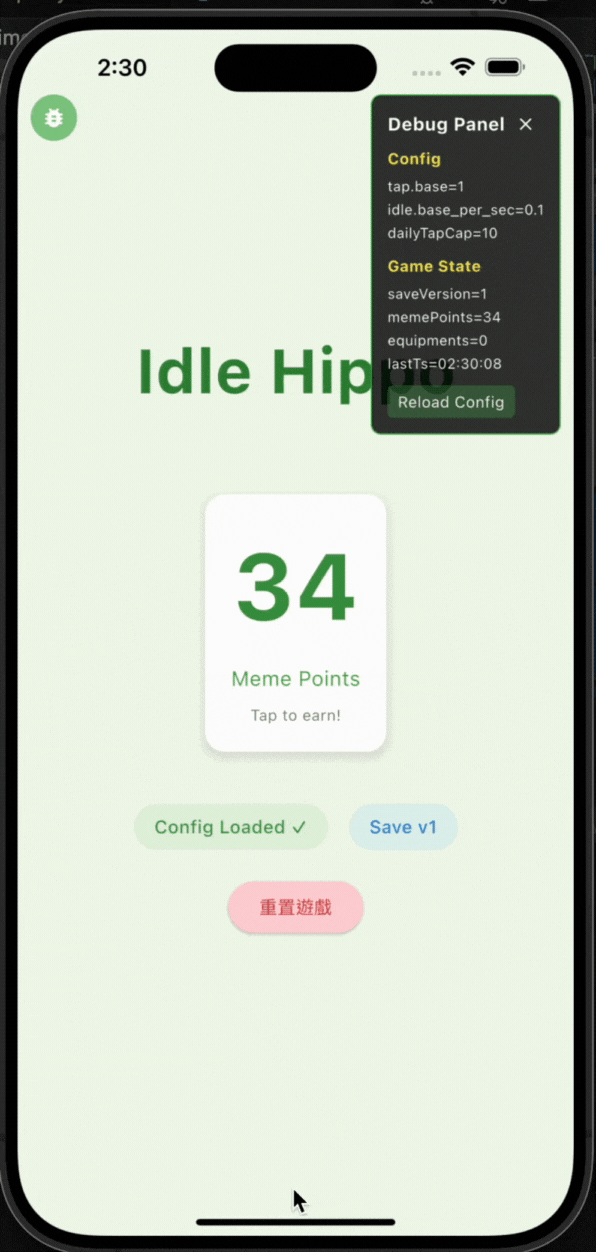 2:30
Debug Panel ×
Config
tap.base=1
idle.base_per_sec=0.1
dailyTapCap=10
Game State
saveVersion=1
memePoints=34
equipments=0
lastTs=02:30:08
Reload Config
Idle Hippo
34
Meme Points
Tap to earn!
Config Loaded ✓
Save v1
重置遊戲